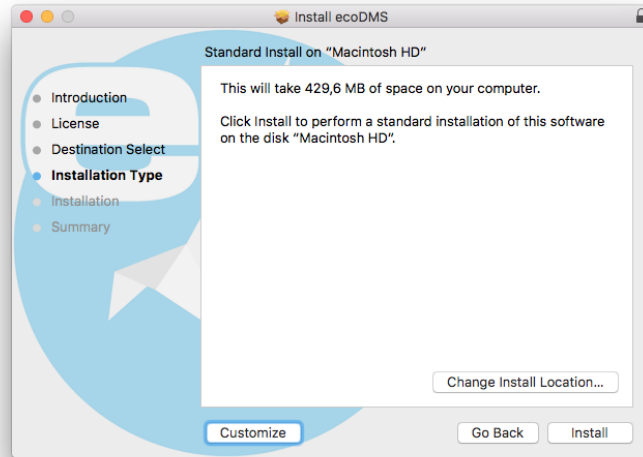 Install ecoDMS
Standard Install on “Macintosh HD”
Introduction
License
Destination Select
Installation Type
Installation
Summary
This will take 429,6 MB of space on your computer.
Click Install to perform a standard installation of this software
on the disk “Macintosh HD”.
Change Install Location...
Customize
Go Back
Install